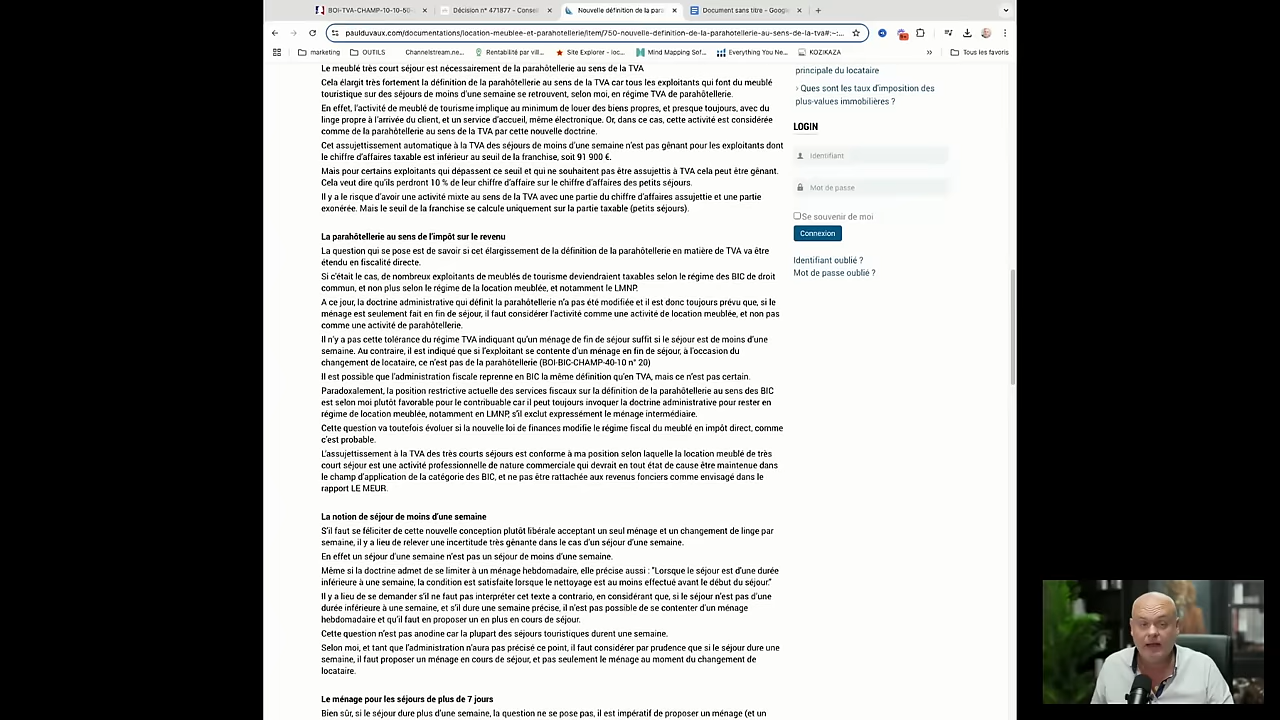 BOI-TVA-CHAMP-10-10-50-
Décision n° 471877 - Consei
Nouvelle définition de la para
Document sans titre - Google
paulduvaux.com/documentations/location-meublee-et-parahotellerie/item/750-nouvelle-definition-de-la-parahotellerie-au-sens-de-la-tva#:~:...
marketing
OUTILS
Channelstream.ne...
Rentabilité par vill...
Site Explorer - loc...
Mind Mapping Sof...
Everything You Ne...
KOZIKAZA
»
Tous les favoris
Le meublé très court séjour est nécessairement de la parahôtellerie au sens de la TVA
Cela élargit très fortement la définition de la parahôtellerie au sens de la TVA car tous les exploitants qui font du meublé
touristique sur des séjours de moins d'une semaine se retrouvent, selon moi, en régime TVA de parahôtellerie.
En effet, l'activité de meublé de tourisme implique au minimum de louer des biens propres, et presque toujours, avec du
linge propre à l'arrivée du client, et un service d'accueil, même électronique. Or, dans ce cas, cette activité est considérée
comme de la parahôtellerie au sens de la TVA par cette nouvelle doctrine.
Cet assujettissement automatique à la TVA des séjours de moins d'une semaine n'est pas gênant pour les exploitants dont
le chiffre d'affaires taxable est inférieur au seuil de la franchise, soit 91 900 €.
Mais pour certains exploitants qui dépassent ce seuil et qui ne souhaitent pas être assujettis à TVA cela peut être gênant.
Cela veut dire qu'ils perdront 10 % de leur chiffre d'affaire sur le chiffre d'affaires des petits séjours.
Il y a le risque d'avoir une activité mixte au sens de la TVA avec une partie du chiffre d'affaires assujettie et une partie
exonérée. Mais le seuil de la franchise se calcule uniquement sur la partie taxable (petits séjours).
La parahôtellerie au sens de l'impôt sur le revenu
La question qui se pose est de savoir si cet élargissement de la définition de la parahôtellerie en matière de TVA va être
étendu en fiscalité directe.
Si c'était le cas, de nombreux exploitants de meublés de tourisme deviendraient taxables selon le régime des BIC de droit
commun, et non plus selon le régime de la location meublée, et notamment le LMNP.
A ce jour, la doctrine administrative qui définit la parahôtellerie n'a pas été modifiée et il est donc toujours prévu que, si le
ménage est seulement fait en fin de séjour, il faut considérer l'activité comme une activité de location meublée, et non pas
comme une activité de parahôtellerie.
Il n'y a pas cette tolérance du régime TVA indiquant qu'un ménage de fin de séjour suffit si le séjour est de moins d'une
semaine. Au contraire, il est indiqué que si l'exploitant se contente d'un ménage en fin de séjour, à l'occasion du
changement de locataire, ce n'est pas de la parahôtellerie (BOI-BIC-CHAMP-40-10 n° 20)
Il est possible que l'administration fiscale reprenne en BIC la même définition qu'en TVA, mais ce n'est pas certain.
Paradoxalement, la position restrictive actuelle des services fiscaux sur la définition de la parahôtellerie au sens des BIC
est selon moi plutôt favorable pour le contribuable car il peut toujours invoquer la doctrine administrative pour rester en
régime de location meublée, notamment en LMNP, s'il exclut expressément le ménage intermédiaire.
Cette question va toutefois évoluer si la nouvelle loi de finances modifie le régime fiscal du meublé en impôt direct, comme
c'est probable.
L'assujettissement à la TVA des très courts séjours est conforme à ma position selon laquelle la location meublé de très
court séjour est une activité professionnelle de nature commerciale qui devrait en tout état de cause être maintenue dans
le champ d'application de la catégorie des BIC, et ne pas être rattachée aux revenus fonciers comme envisagé dans le
rapport LE MEUR.
La notion de séjour de moins d'une semaine
S'il faut se féliciter de cette nouvelle conception plutôt libérale acceptant un seul ménage et un changement de linge par
semaine, il y a lieu de relever une incertitude très gênante dans le cas d'un séjour d'une semaine.
En effet un séjour d'une semaine n'est pas un séjour de moins d'une semaine.
Même si la doctrine admet de se limiter à un ménage hebdomadaire, elle précise aussi : "Lorsque le séjour est d'une durée
inférieure à une semaine, la condition est satisfaite lorsque le nettoyage est au moins effectué avant le début du séjour."
Il y a lieu de se demander s'il ne faut pas interpréter cet texte a contrario, en considérant que, si le séjour n'est pas d'une
durée inférieure à une semaine, et s'il dure une semaine précise, il n'est pas possible de se contenter d'un ménage
hebdomadaire et qu'il faut en proposer un en plus en cours de séjour.
Cette question n'est pas anodine car la plupart des séjours touristiques durent une semaine.
Selon moi, et tant que l'administration n'aura pas précisé ce point, il faut considérer par prudence que si le séjour dure une
semaine, il faut proposer un ménage en cours de séjour, et pas seulement le ménage au moment du changement de
locataire.
Le ménage pour les séjours de plus de 7 jours
Bien sûr, si le séjour dure plus d'une semaine, la question ne se pose pas, il est impératif de proposer un ménage (et un
principale du locataire
› Ques sont les taux d'imposition des
plus-values immobilières ?
LOGIN
Identifiant
Mot de passe
Se souvenir de moi
Connexion
Identifiant oublié ?
Mot de passe oublié ?